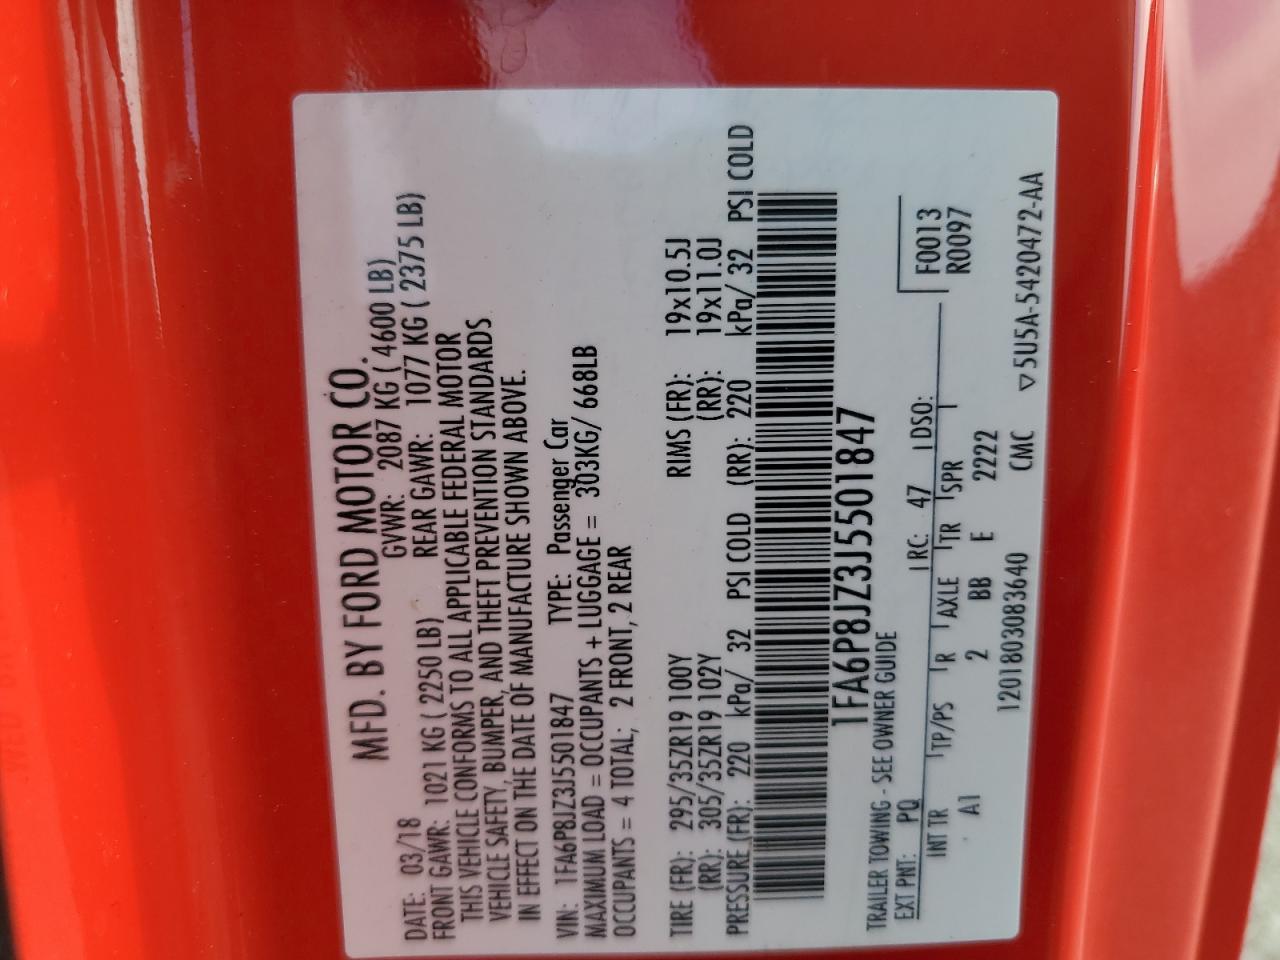 MFD. BY FORD MOTOR CO.
DATE: 03/18 GVWR: 2087 KG ( 4600 LB)
FRONT GAWR: 1021 KG ( 2250 LB) REAR GAWR: 1077 KG ( 2375 LB)
THIS VEHICLE CONFORMS TO ALL APPLICABLE FEDERAL MOTOR
VEHICLE SAFETY, BUMPER, AND THEFT PREVENTION STANDARDS
IN EFFECT ON THE DATE OF MANUFACTURE SHOWN ABOVE.
VIN: 1FA6P8JZ3J5501847 TYPE: Passenger Car
MAXIMUM LOAD = OCCUPANTS + LUGGAGE = 303KG/ 668LB
OCCUPANTS = 4 TOTAL; 2 FRONT, 2 REAR
TIRE (FR): 295/35ZR19 100Y RIMS (FR): 19x10.5J
(RR): 305/35ZR19 102Y (RR): 19x11.0J
PRESSURE (FR): 220 kPa/ 32 PSI COLD (RR): 220 kPa/ 32 PSI COLD
1FA6P8JZ3J5501847
TRAILER TOWING - SEE OWNER GUIDE
EXT PNT: PQ RC: 47 DSO: F0013
R0097
INT TR TP/PS R AXLE TR SPR
A1 2 BB E 2222
120180308364​0 CMC ▽5U5A-5420472-AA